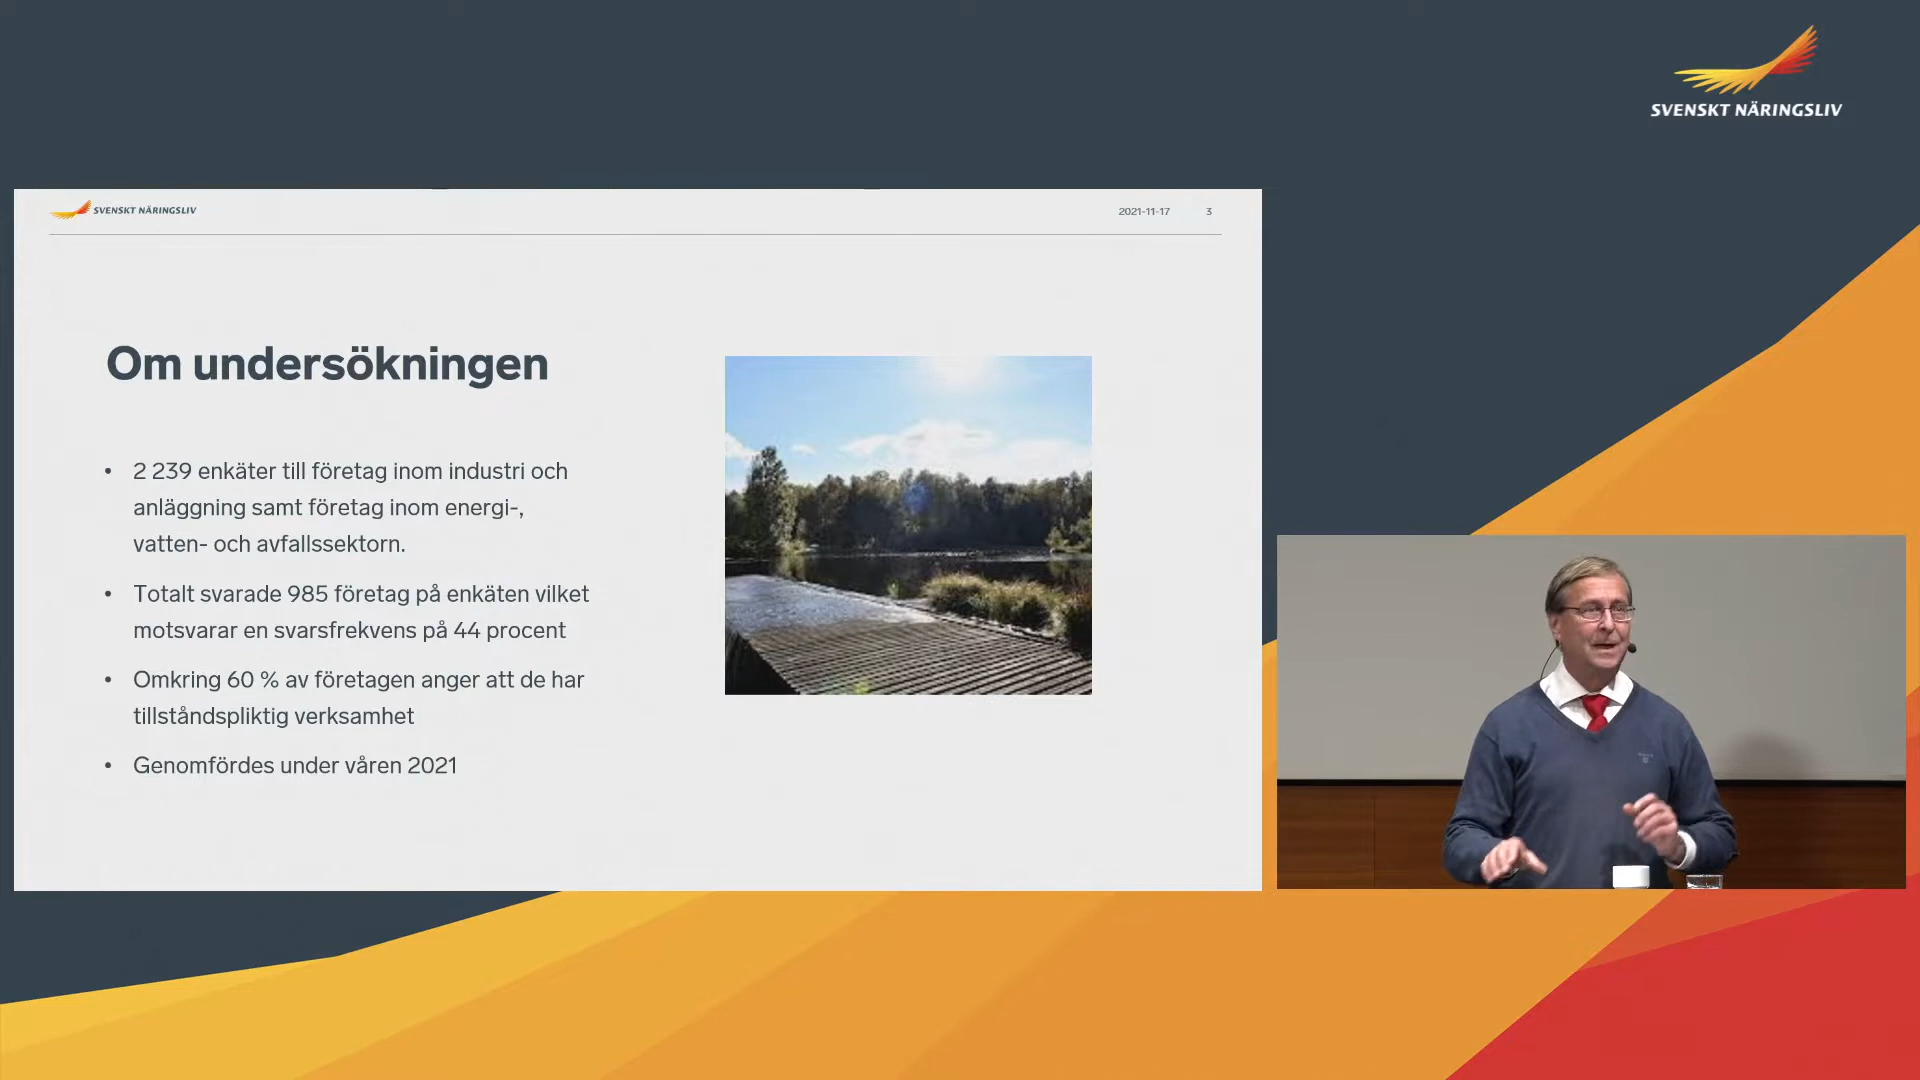 SVENSKT NÄRINGSLIV
SVENSKT NÄRINGSLIV
2021-11-17 3
Om undersökningen
• 2 239 enkäter till företag inom industri och
anläggning samt företag inom energi-,
vatten- och avfallssektorn.
• Totalt svarade 985 företag på enkäten vilket
motsvarar en svarsfrekvens på 44 procent
• Omkring 60 % av företagen anger att de har
tillståndspliktig verksamhet
• Genomfördes under våren 2021